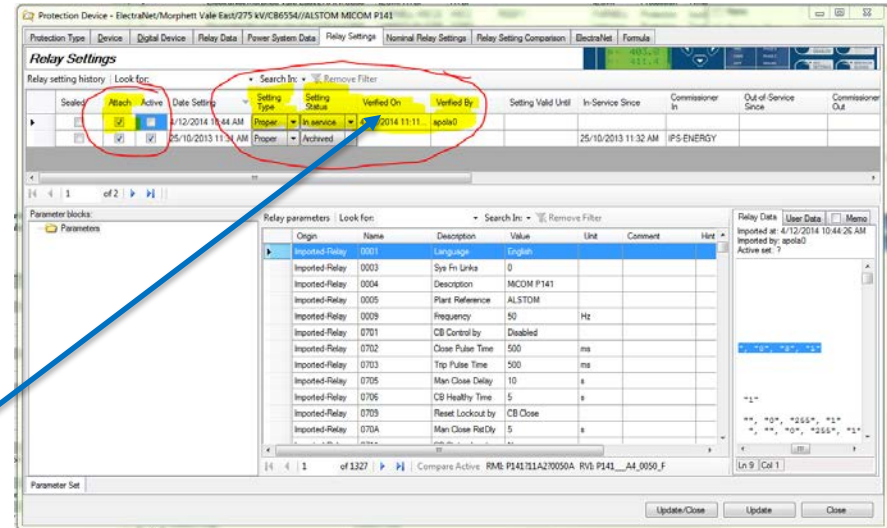 Protection Device - ElectraNet/Morphett Vale East/275 kV/CB6554//ALSTOM MICOM P141
Protection Type Device Digital Device Relay Data Power System Data Relay Settings Nominal Relay Settings Relay Setting Comparison ElectraNet Formula
Relay Settings
Relay setting history Look for: Search In: Remove Filter
Sealed Attach Active Date Setting Setting Type Setting Status Verified On Verified By Setting Valid Until In-Service Since Commissioner In Out-of-Service Since Commissioner Out
4/12/2014 10:44 AM Proper In service 2014 11:11... apola0
25/10/2013 11:31 AM Proper Archived 25/10/2013 11:32 AM IPS-ENERGY
1 of 2
Parameter blocks:
Parameters
Relay parameters Look for: Search In: Remove Filter
Origin Name Description Value Unit Comment Hint
Imported-Relay 0001 Language English
Imported-Relay 0003 Sys Fn Links 0
Imported-Relay 0004 Description MiCOM P141
Imported-Relay 0005 Plant Reference ALSTOM
Imported-Relay 0009 Frequency 50 Hz
Imported-Relay 0701 CB Control by Disabled
Imported-Relay 0702 Close Pulse Time 500 ms
Imported-Relay 0703 Trip Pulse Time 500 ms
Imported-Relay 0705 Man Close Delay 10 s
Imported-Relay 0706 CB Healthy Time 5 s
Imported-Relay 0709 Reset Lockout by CB Close
Imported-Relay 070A Man Close RstDly 5 s
1 of 1327 Compare Active
Relay Data User Data Memo
Imported at: 4/12/2014 10:44:26 AM
Imported by: apola0
Active set: ?
"1"
Ln 9 Col 1
Parameter Set
Update/Close Update Close